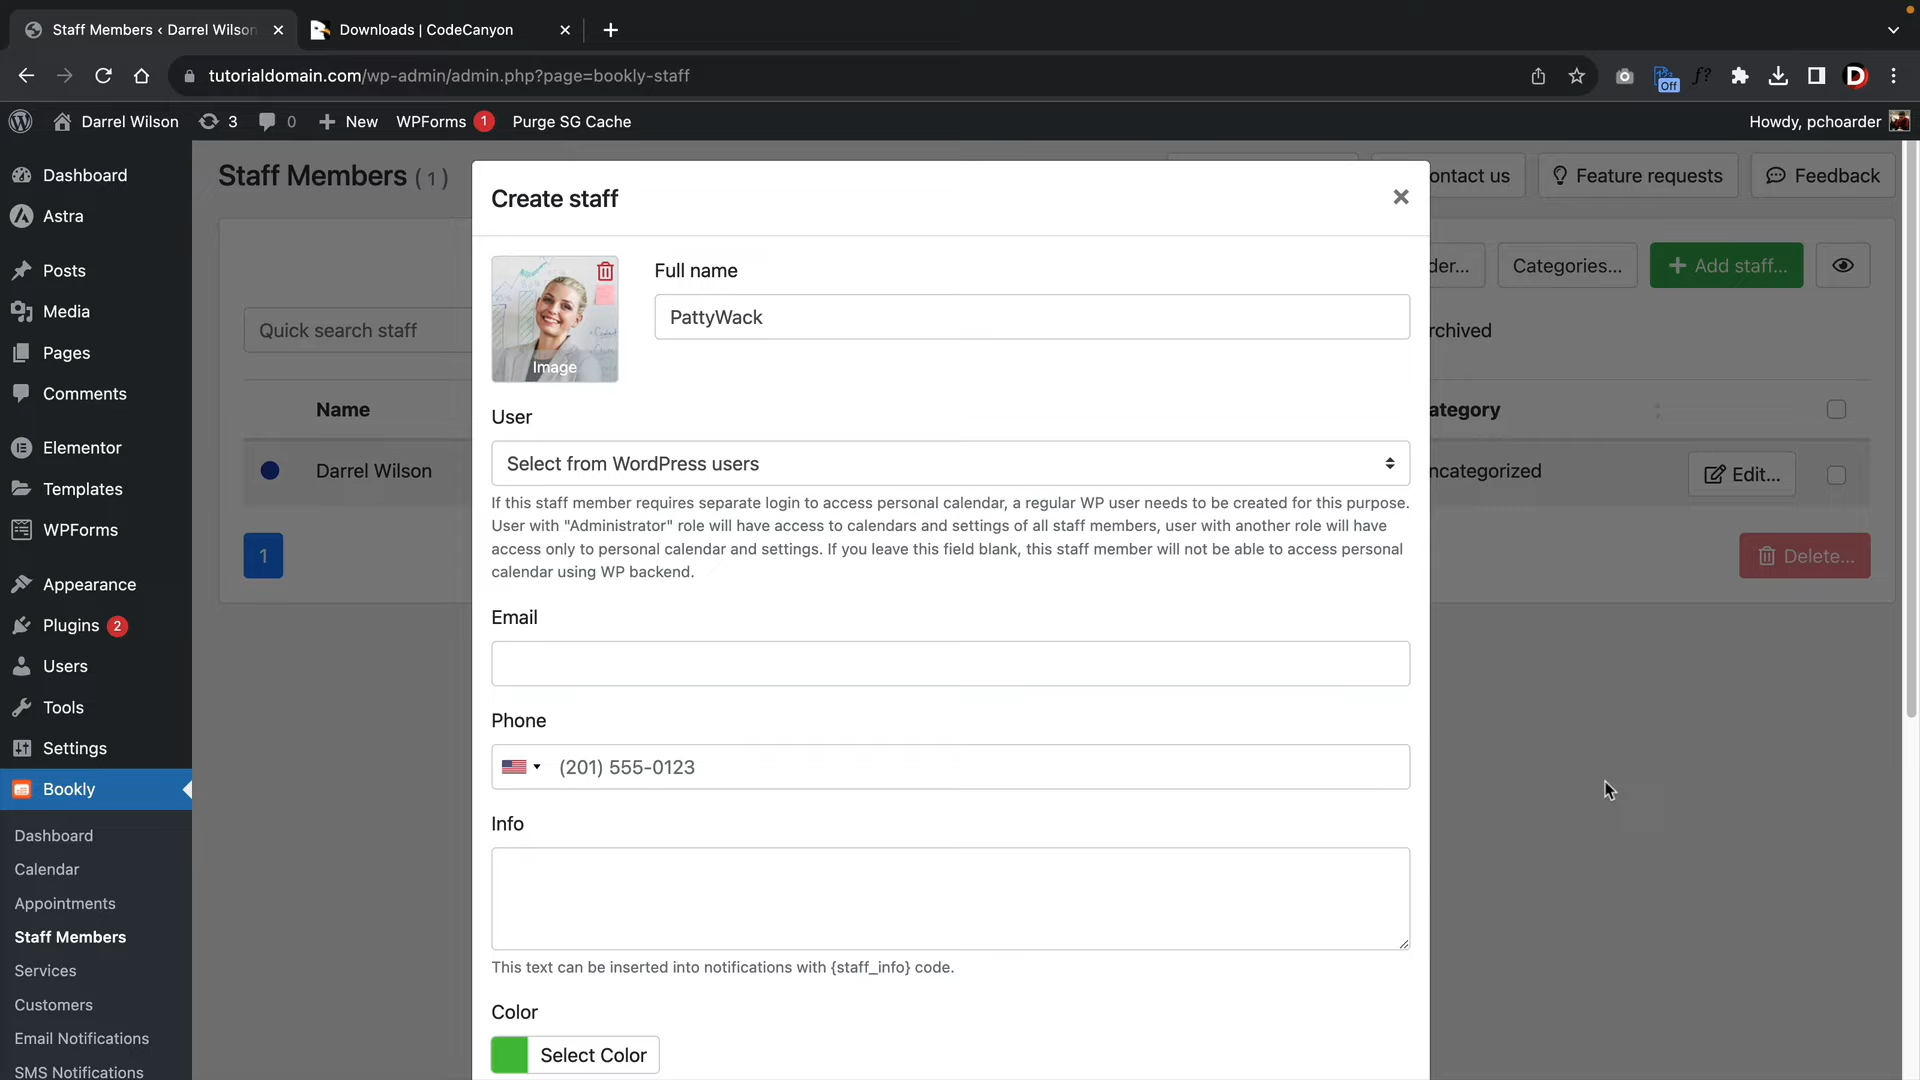 Staff Members ‹ Darrel Wilson
Downloads | CodeCanyon
tutorialdomain.com/wp-admin/admin.php?page=bookly-staff
Off
f?
D
Darrel Wilson
3
0
New
WPForms 1
Purge SG Cache
Howdy, pchoarder
Dashboard
Astra
Posts
Media
Pages
Comments
Elementor
Templates
WPForms
Appearance
Plugins 2
Users
Tools
Settings
Bookly
Dashboard
Calendar
Appointments
Staff Members
Services
Customers
Email Notifications
SMS Notifications
Staff Members ( 1 )
ontact us
Feature requests
Feedback
der...
Categories...
Add staff...
Quick search staff
rchived
Name
ategory
Darrel Wilson
ncategorized
Edit...
1
Delete...
Create staff
Image
Full name
PattyWack
User
Select from WordPress users
If this staff member requires separate login to access personal calendar, a regular WP user needs to be created for this purpose.
User with "Administrator" role will have access to calendars and settings of all staff members, user with another role will have
access only to personal calendar and settings. If you leave this field blank, this staff member will not be able to access personal
calendar using WP backend.
Email
Phone
(201) 555-0123
Info
This text can be inserted into notifications with {staff_info} code.
Color
Select Color